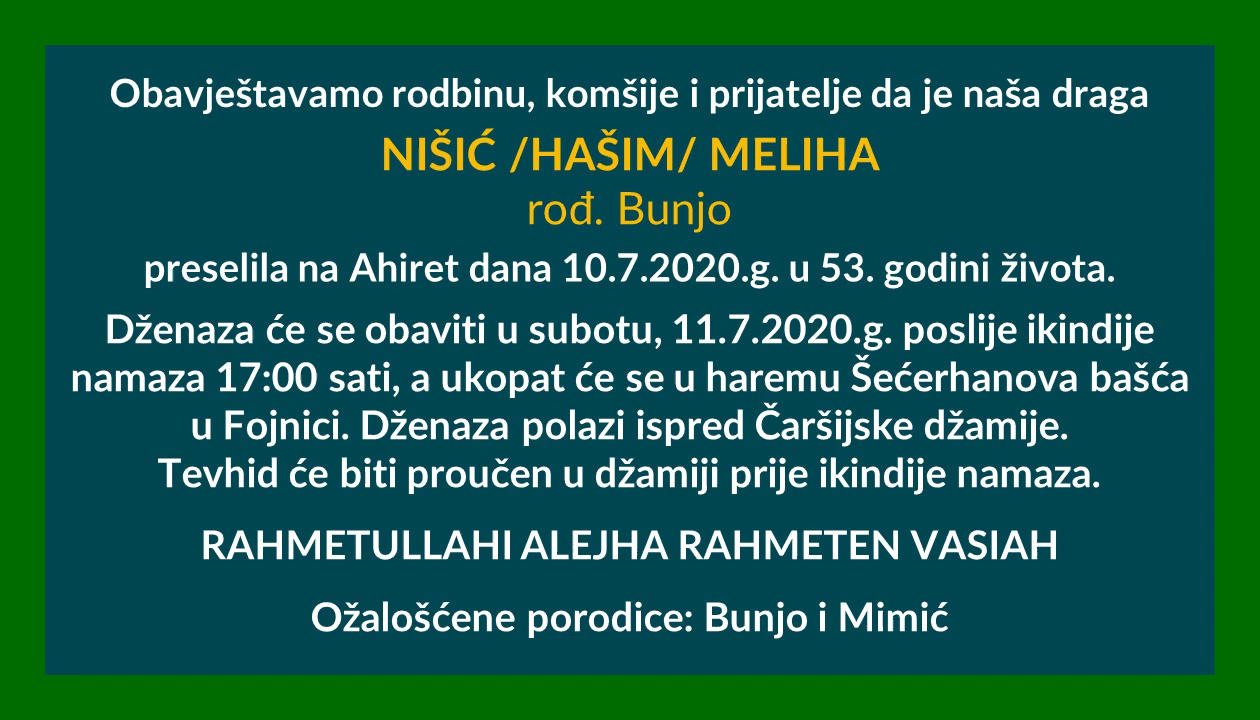 Obavještavamo rodbinu, komšije i prijatelje da je naša draga
NIŠIĆ /HAŠIM/ MELIHA
rođ. Bunjo
preselila na Ahiret dana 10.7.2020.g. u 53. godini života.
Dženaza će se obaviti u subotu, 11.7.2020.g. poslije ikindije
namaza 17:00 sati, a ukopat će se u haremu Šećerhanova bašća
u Fojnici. Dženaza polazi ispred Čaršijske džamije.
Tevhid će biti proučen u džamiji prije ikindije namaza.
RAHMETULLAHI ALEJHA RAHMETEN VASIAH
Ožalošćene porodice: Bunjo i Mimić